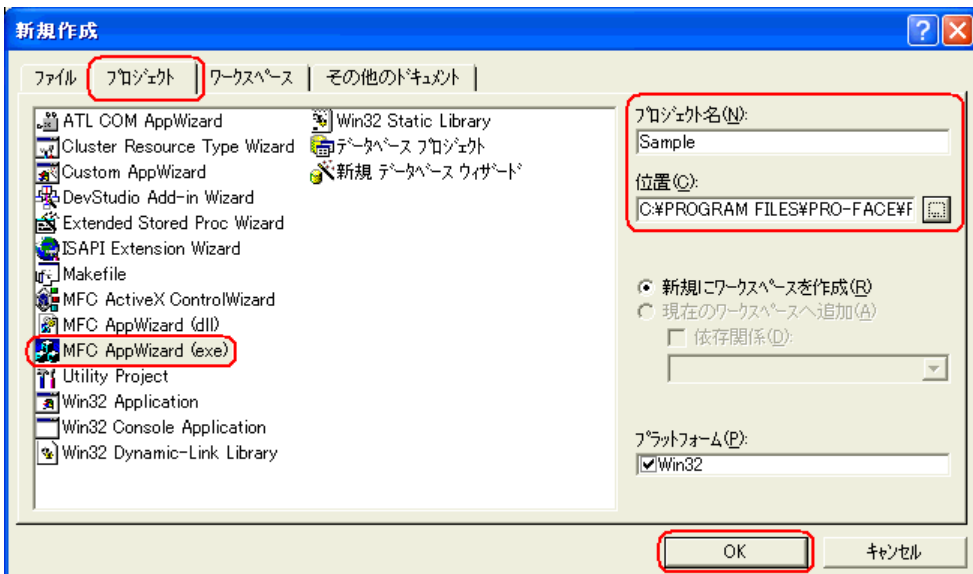 新規作成
ファイル プロジェクト ワークスペース その他のドキュメント
ATL COM AppWizard
Cluster Resource Type Wizard
Custom AppWizard
DevStudio Add-in Wizard
Extended Stored Proc Wizard
ISAPI Extension Wizard
Makefile
MFC ActiveX ControlWizard
MFC AppWizard (dll)
MFC AppWizard (exe)
Utility Project
Win32 Application
Win32 Console Application
Win32 Dynamic-Link Library
Win32 Static Library
データベース プロジェクト
新規 データベース ウィザード
プロジェクト名(N):
Sample
位置(C):
C:¥PROGRAM FILES¥PRO-FACE¥F
...
新規にワークスペースを作成(R)
現在のワークスペースへ追加(A)
依存関係(D):
プラットフォーム(P):
Win32
OK キャンセル